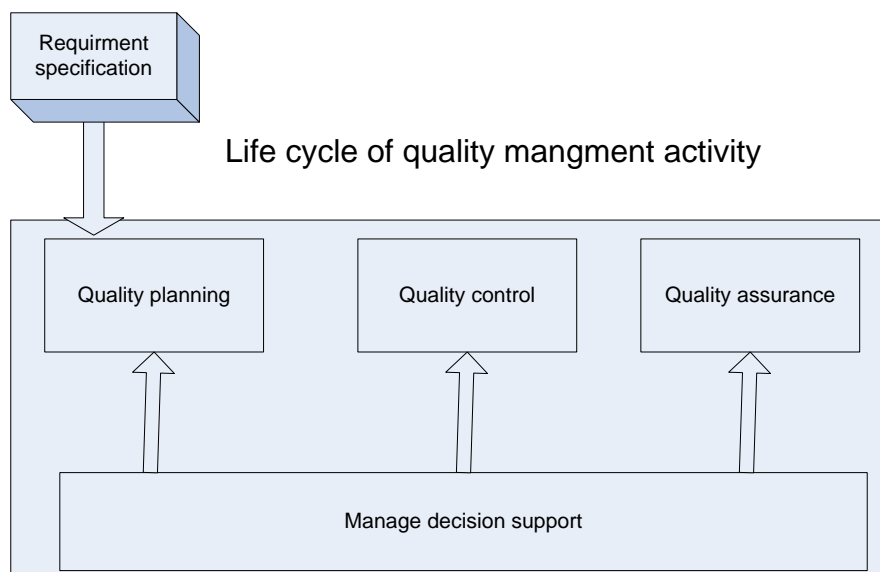 Requirment
specification
Life cycle of quality mangment activity
Quality planning
Quality control
Quality assurance
Manage decision support